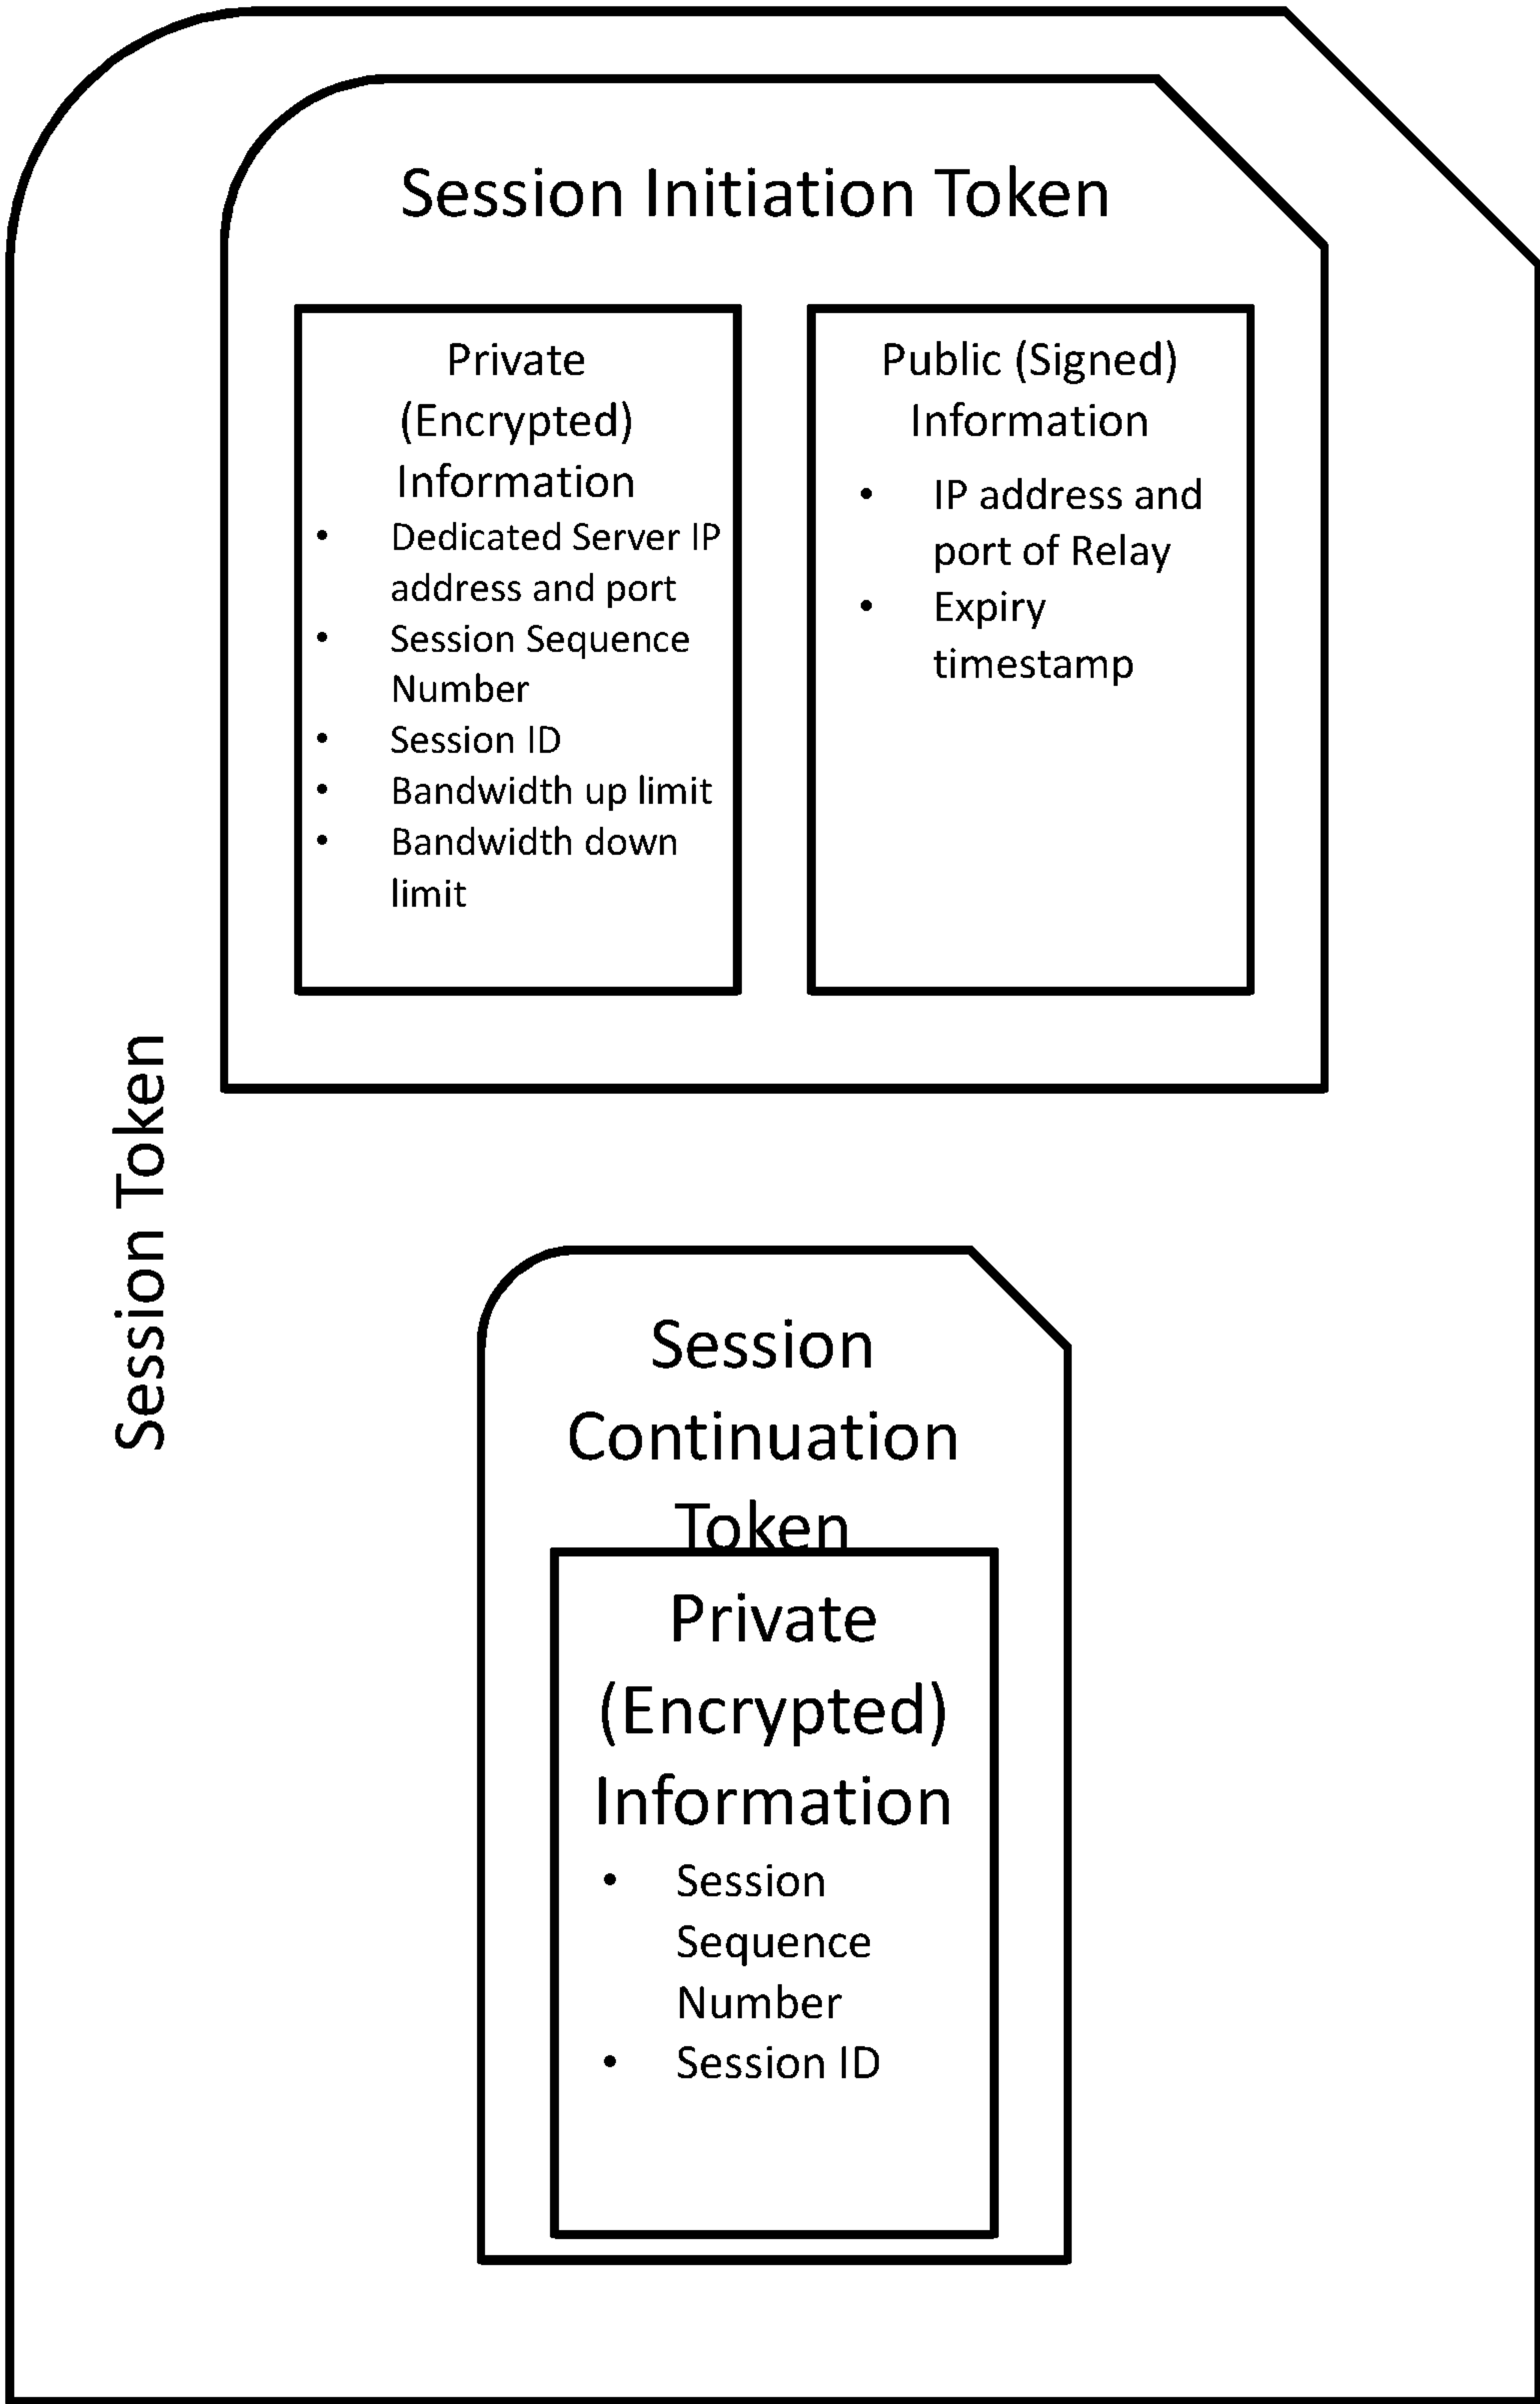 Session Initiation Token
Private
(Encrypted)
Information
• Dedicated Server IP
address and port
• Session Sequence
Number
• Session ID
• Bandwidth up limit
• Bandwidth down
limit
Public (Signed)
Information
• IP address and
port of Relay
• Expiry
timestamp
Session Token
Session
Continuation
Token
Private
(Encrypted)
Information
• Session
Sequence
Number
• Session ID